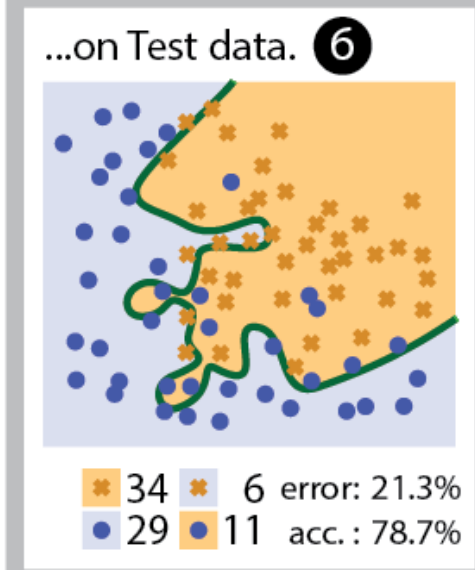 ...on Test data. 6
34 6 error: 21.3%
29 11 acc. : 78.7%